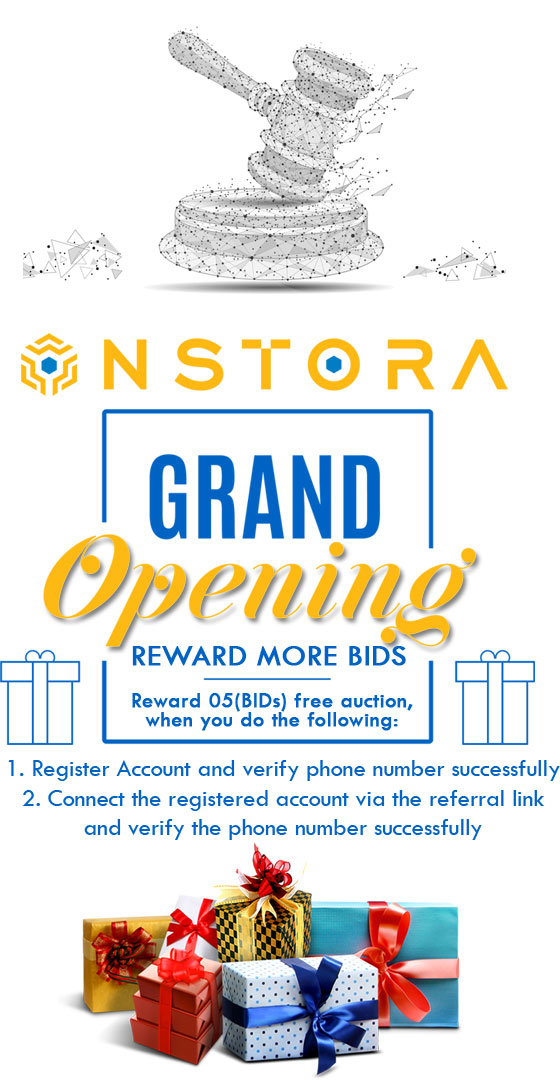 NSTORA
GRAND
Opening
REWARD MORE BIDS
Reward 05(BIDs) free auction,
when you do the following:
1. Register Account and verify phone number successfully
2. Connect the registered account via the referral link
and verify the phone number successfully